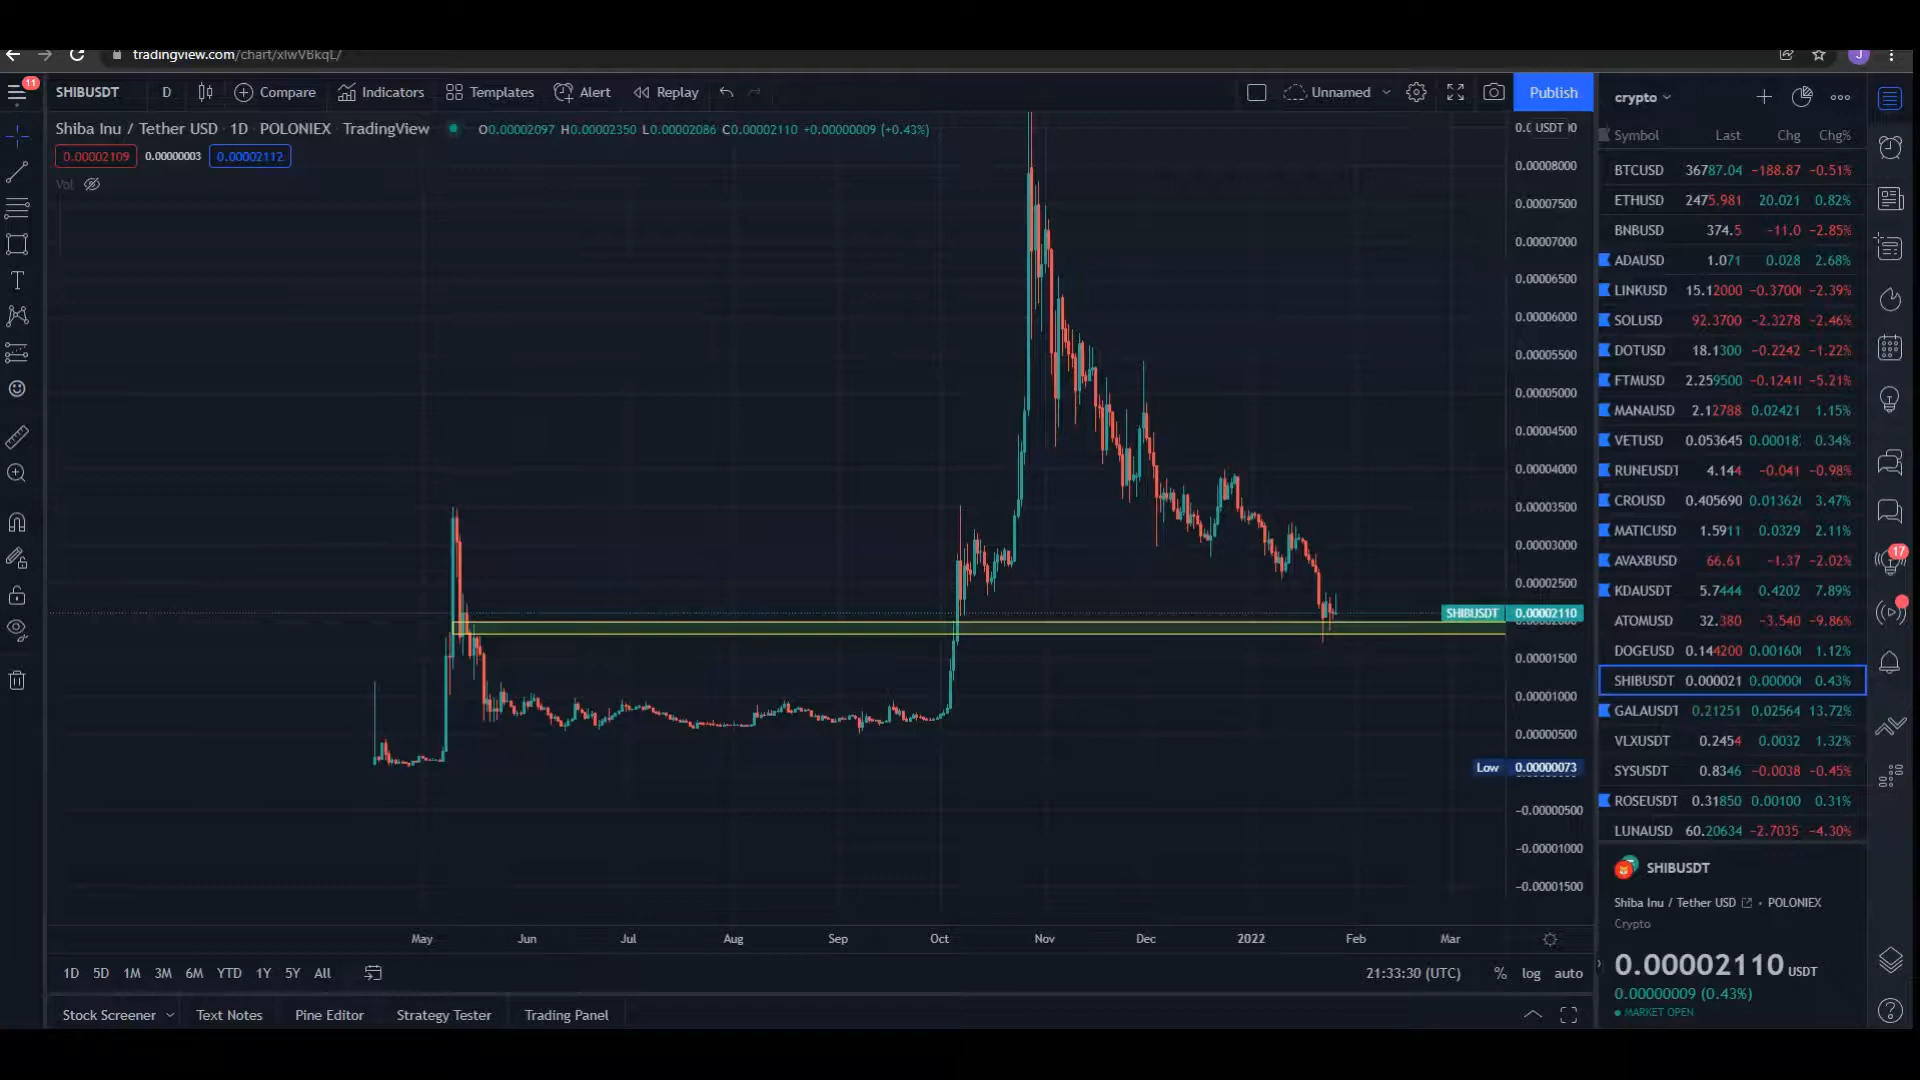 tradingview.com/chart/xlwVBkqL/
11
SHIBUSDT D Compare Indicators Templates Alert Replay Unnamed Publish
Shiba Inu / Tether USD · 1D · POLONIEX · TradingView O0.00002097 H0.00002350 L0.00002086 C0.00002110 +0.00000009 (+0.43%)
0.00002109 0.00000003 0.00002112
Vol
USDT
0.00008000
0.00007500
0.00007000
0.00006500
0.00006000
0.00005500
0.00005000
0.00004500
0.00004000
0.00003500
0.00003000
0.00002500
SHIBUSDT 0.00002110
0.00001500
0.00001000
0.00000500
Low 0.00000073
−0.00000500
−0.00001000
−0.00001500
May Jun Jul Aug Sep Oct Nov Dec 2022 Feb Mar
1D 5D 1M 3M 6M YTD 1Y 5Y All 21:33:30 (UTC) % log auto
Stock Screener Text Notes Pine Editor Strategy Tester Trading Panel
crypto
Symbol Last Chg Chg%
BTCUSD 36787.04 −188.87 −0.51%
ETHUSD 2475.981 20.021 0.82%
BNBUSD 374.5 −11.0 −2.85%
ADAUSD 1.071 0.028 2.68%
LINKUSD 15.12000 −0.3700 −2.39%
SOLUSD 92.3700 −2.3278 −2.46%
DOTUSD 18.1300 −0.2242 −1.22%
FTMUSD 2.259500 −0.1241 −5.21%
MANAUSD 2.12788 0.02421 1.15%
VETUSD 0.053645 0.00018 0.34%
RUNEUSDT 4.144 −0.041 −0.98%
CROUSD 0.405690 0.01362 3.47%
MATICUSD 1.5911 0.0329 2.11%
AVAXBUSD 66.61 −1.37 −2.02%
KDAUSDT 5.7444 0.4202 7.89%
ATOMUSD 32.380 −3.540 −9.86%
DOGEUSD 0.144200 0.00160 1.12%
SHIBUSDT 0.000021 0.00000 0.43%
GALAUSDT 0.21251 0.02564 13.72%
VLXUSDT 0.2454 0.0032 1.32%
SYSUSDT 0.8346 −0.0038 −0.45%
ROSEUSDT 0.31850 0.00100 0.31%
LUNAUSD 60.20634 −2.7035 −4.30%
SHIBUSDT
Shiba Inu / Tether USD • POLONIEX
Crypto
0.00002110 USDT
0.00000009 (0.43%)
MARKET OPEN
J
17